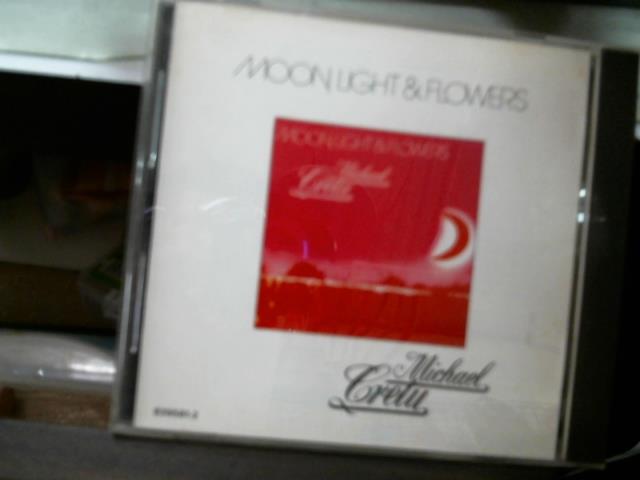 MOON, LIGHT & FLOWERS
MOON, LIGHT & FLOWERS
Michael
Cretu
Michael
Cretu